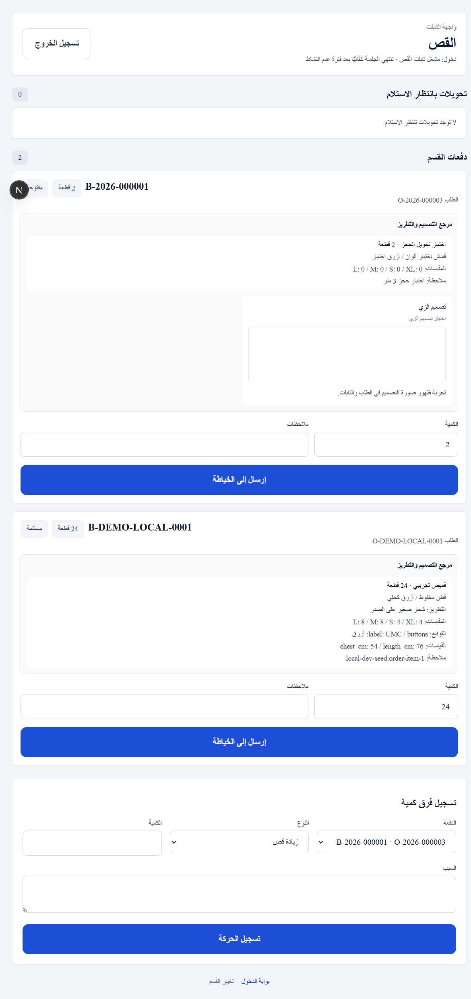 واجهة التابلت
القص
دخول: مشغل تابلت القص · تنتهي الجلسة تلقائيًا بعد فترة عدم النشاط
تسجيل الخروج
تحويلات بانتظار الاستلام
0
لا توجد تحويلات تنتظر الاستلام.
دفعات القسم
2
B-2026-000001
2 قطعة
مفتوحة
الطلب O-2026-000003
مرجع التصميم والتطريز
اختبار تحويل الحجز · 2 قطعة
قماش اختبار ألوان / أزرق اختبار
المقاسات: L: 0 / M: 0 / S: 0 / XL: 0
ملاحظة: اختبار حجز 3 متر
تصميم الزي
اختبار تصميم الزي
تجربة ظهور صورة التصميم في الطلب والتابلت.
الكمية
ملاحظات
2
إرسال إلى الخياطة
B-DEMO-LOCAL-0001
24 قطعة
مستلمة
الطلب O-DEMO-LOCAL-0001
مرجع التصميم والتطريز
قميص تجريبي · 24 قطعة
قطن مخلوط / أزرق كحلي
التطريز: شعار صغير على الصدر
المقاسات: L: 8 / M: 8 / S: 4 / XL: 4
التوابع: label: UMC / buttons: أزرق
القياسات: chest_cm: 54 / length_cm: 76
ملاحظة: local-dev-seed:order-item-1
الكمية
ملاحظات
24
إرسال إلى الخياطة
تسجيل فرق كمية
الدفعة
النوع
الكمية
B-2026-000001 · O-2026-000003
زيادة قص
السبب
تسجيل الحركة
بوابة الدخول
تغيير القسم